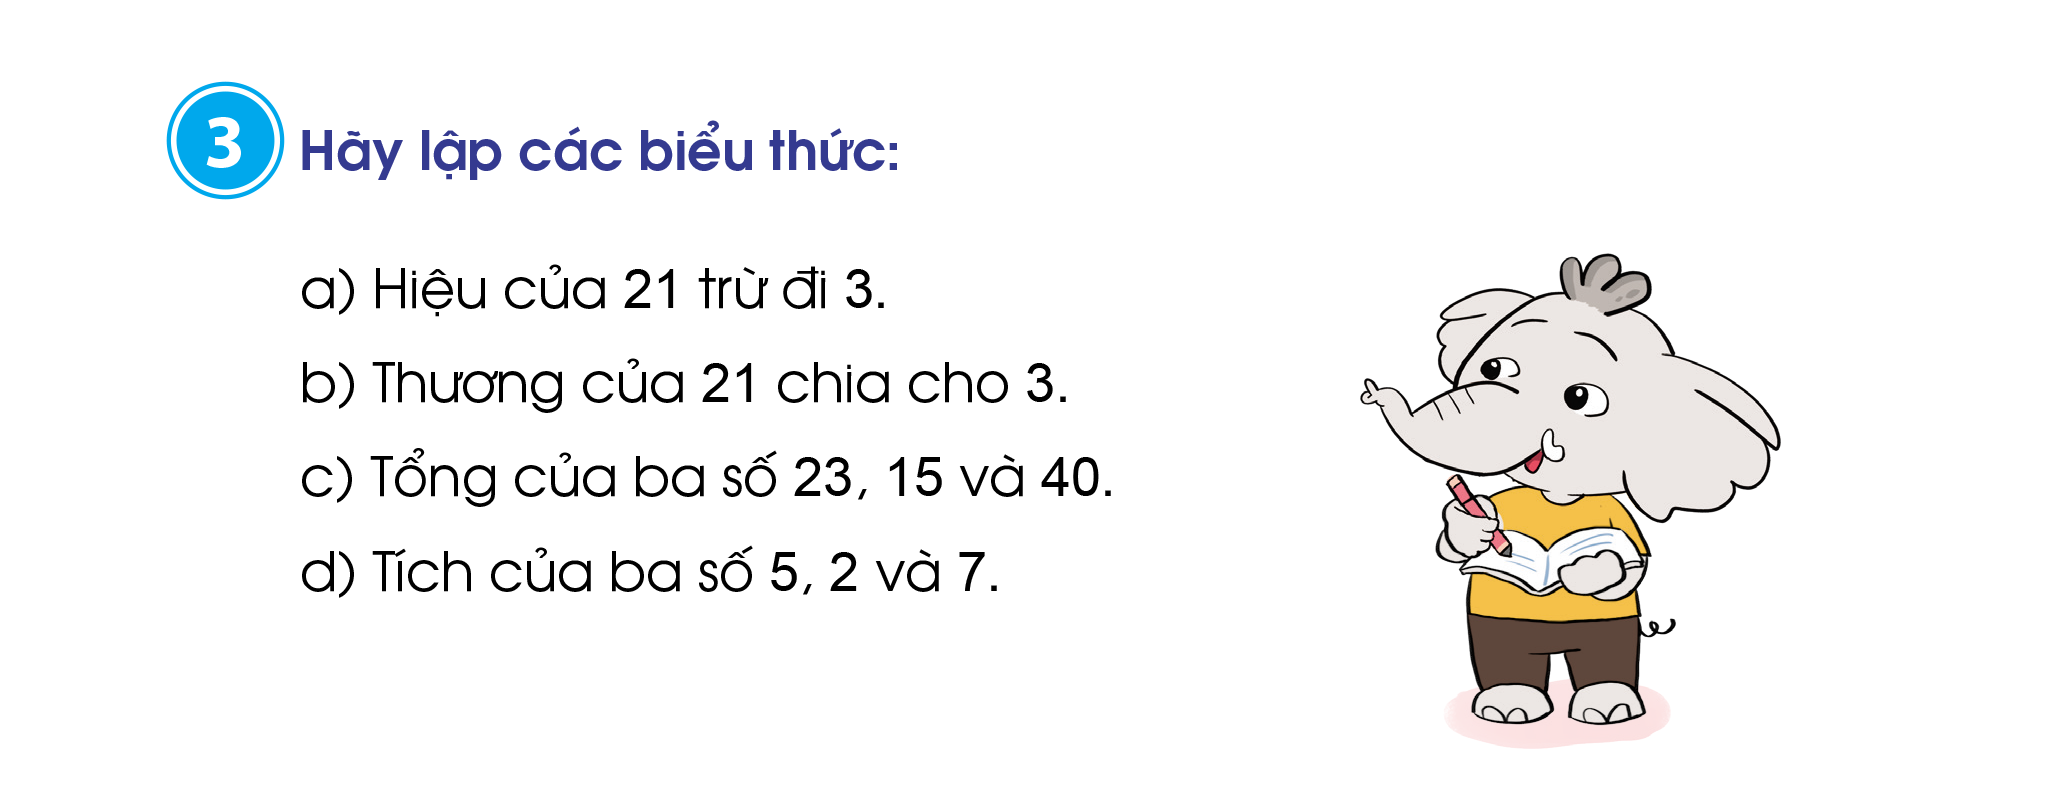 3 Hãy lập các biểu thức:
a) Hiệu của 21 trừ đi 3.
b) Thương của 21 chia cho 3.
c) Tổng của ba số 23, 15 và 40.
d) Tích của ba số 5, 2 và 7.